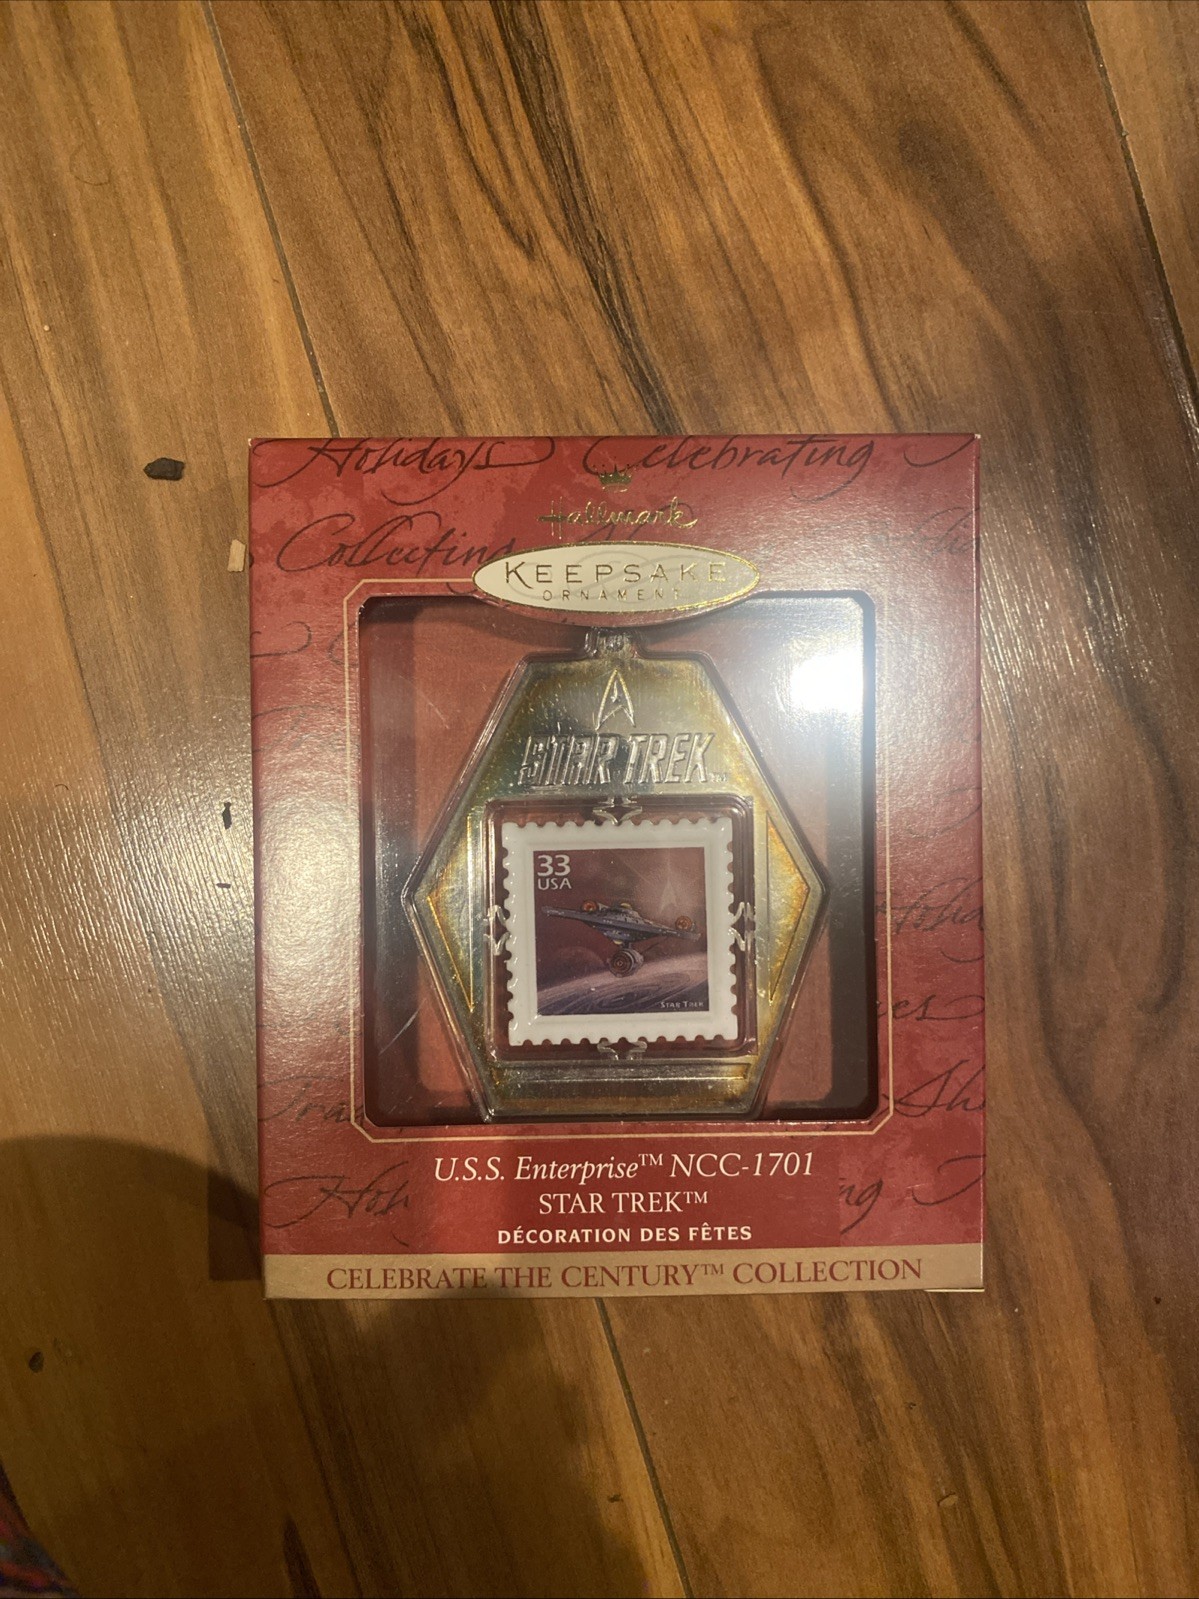 Holidays Celebrating
Hallmark
Collecting
KEEPSAKE
ORNAMENT
STAR TREK
33
USA
STAR TREK
U.S.S. Enterprise™ NCC-1701
STAR TREK™
DÉCORATION DES FÊTES
CELEBRATE THE CENTURY™ COLLECTION